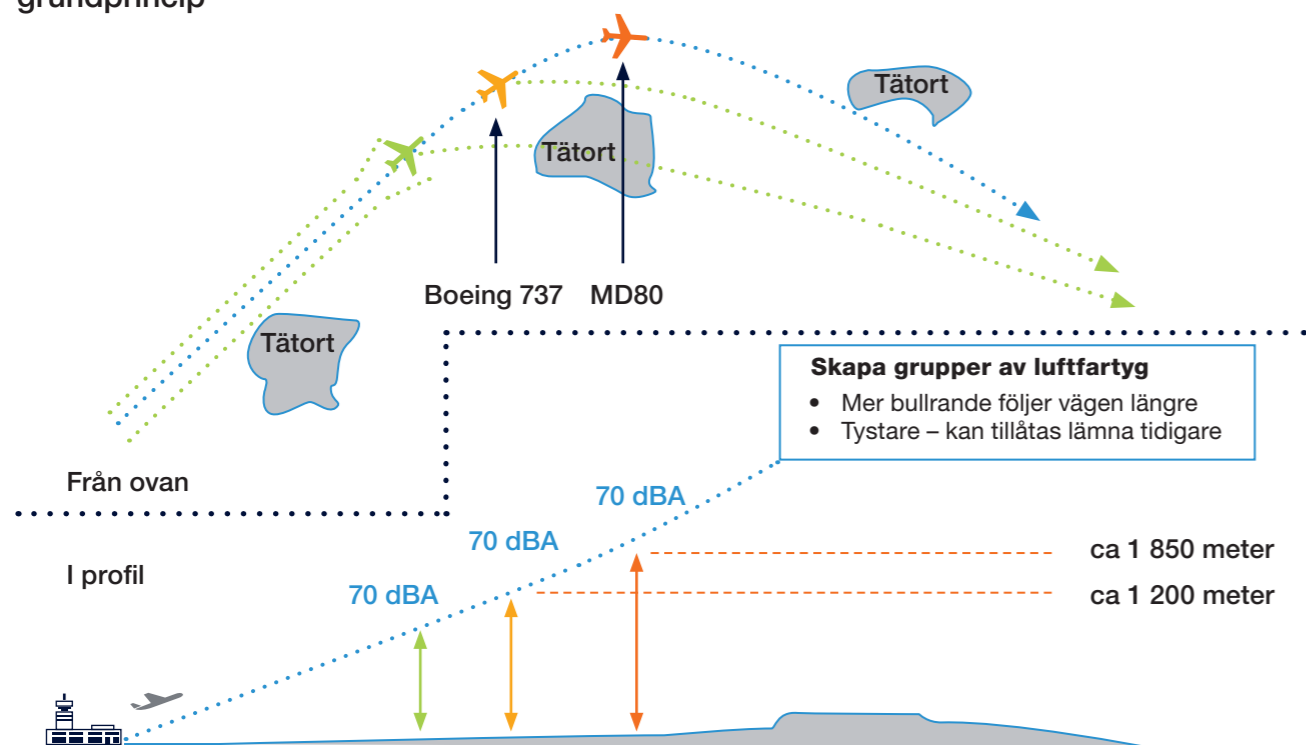 grundprincip
Tätort
Tätort
Boeing 737 MD80
Tätort
Skapa grupper av luftfartyg
• Mer bullrande följer vägen längre
• Tystare – kan tillåtas lämna tidigare
Från ovan
70 dBA
70 dBA
ca 1 850 meter
I profil
70 dBA
ca 1 200 meter